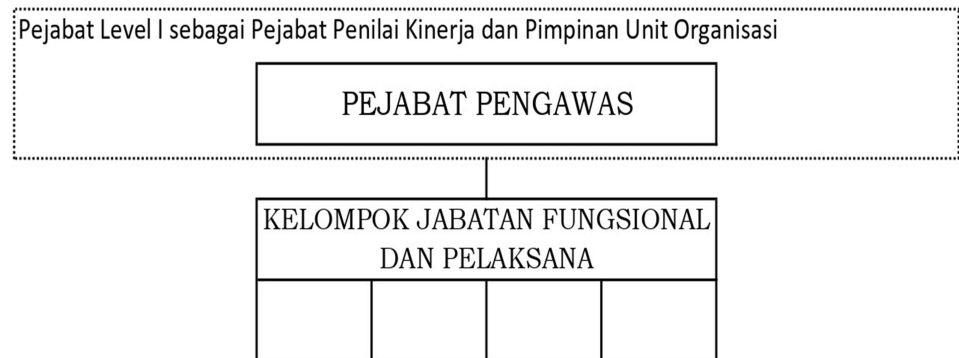 Pejabat Level I sebagai Pejabat Penilai Kinerja dan Pimpinan Unit Organisasi
PEJABAT PENGAWAS
KELOMPOK JABATAN FUNGSIONAL
DAN PELAKSANA